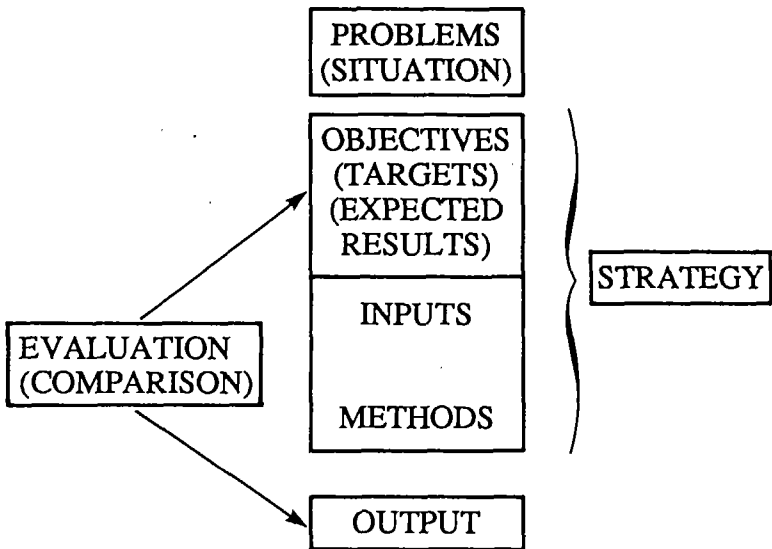 PROBLEMS
(SITUATION)
OBJECTIVES
(TARGETS)
(EXPECTED
RESULTS)
STRATEGY
INPUTS
EVALUATION
(COMPARISON)
METHODS
OUTPUT